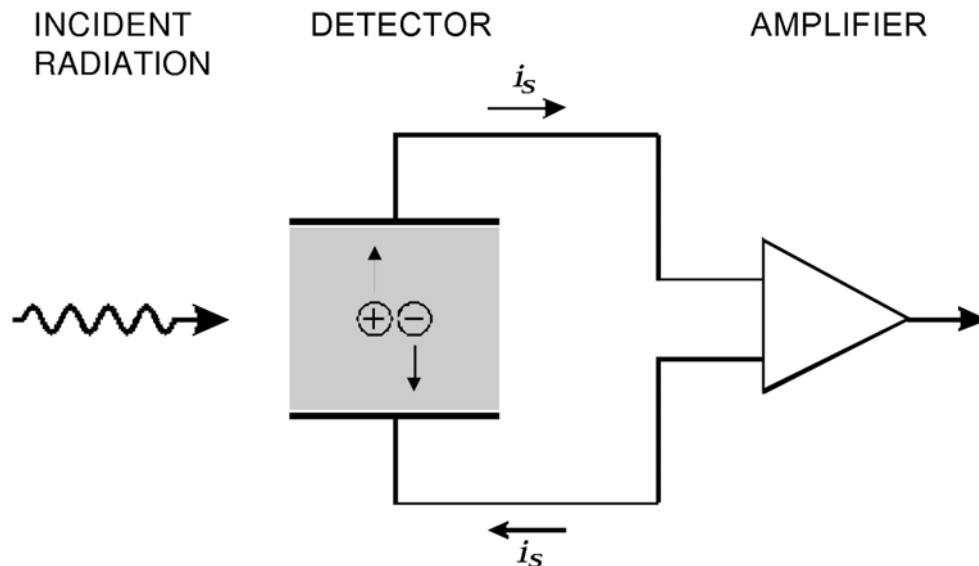 INCIDENT
RADIATION
DETECTOR
AMPLIFIER
i_s
+ −
i_s